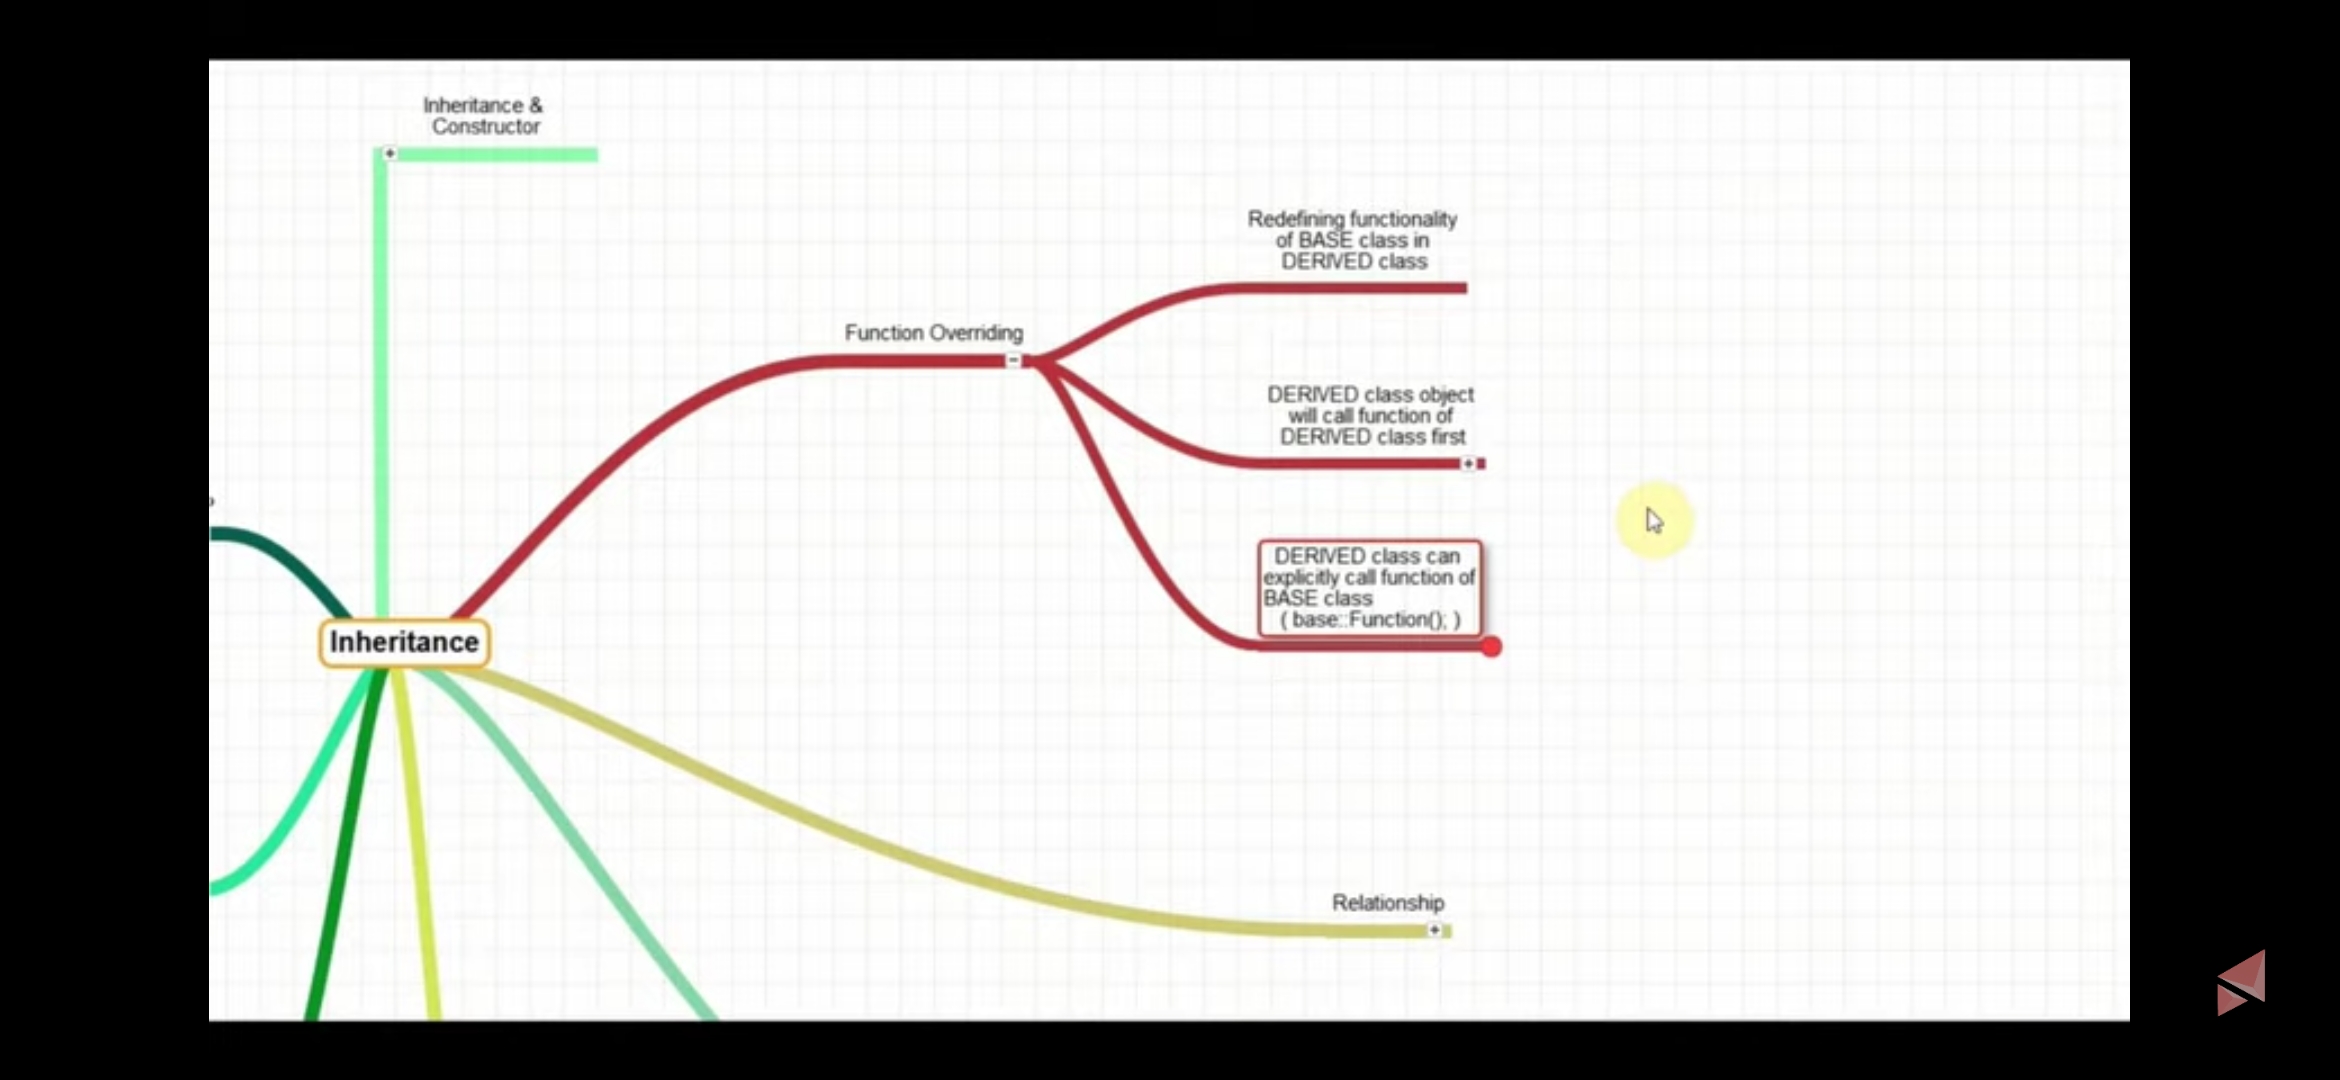 Inheritance &
Constructor
Redefining functionality
of BASE class in
DERIVED class
Function Overriding
DERIVED class object
will call function of
DERIVED class first
DERIVED class can
explicitly call function of
BASE class
( base::Function(); )
Inheritance
Relationship